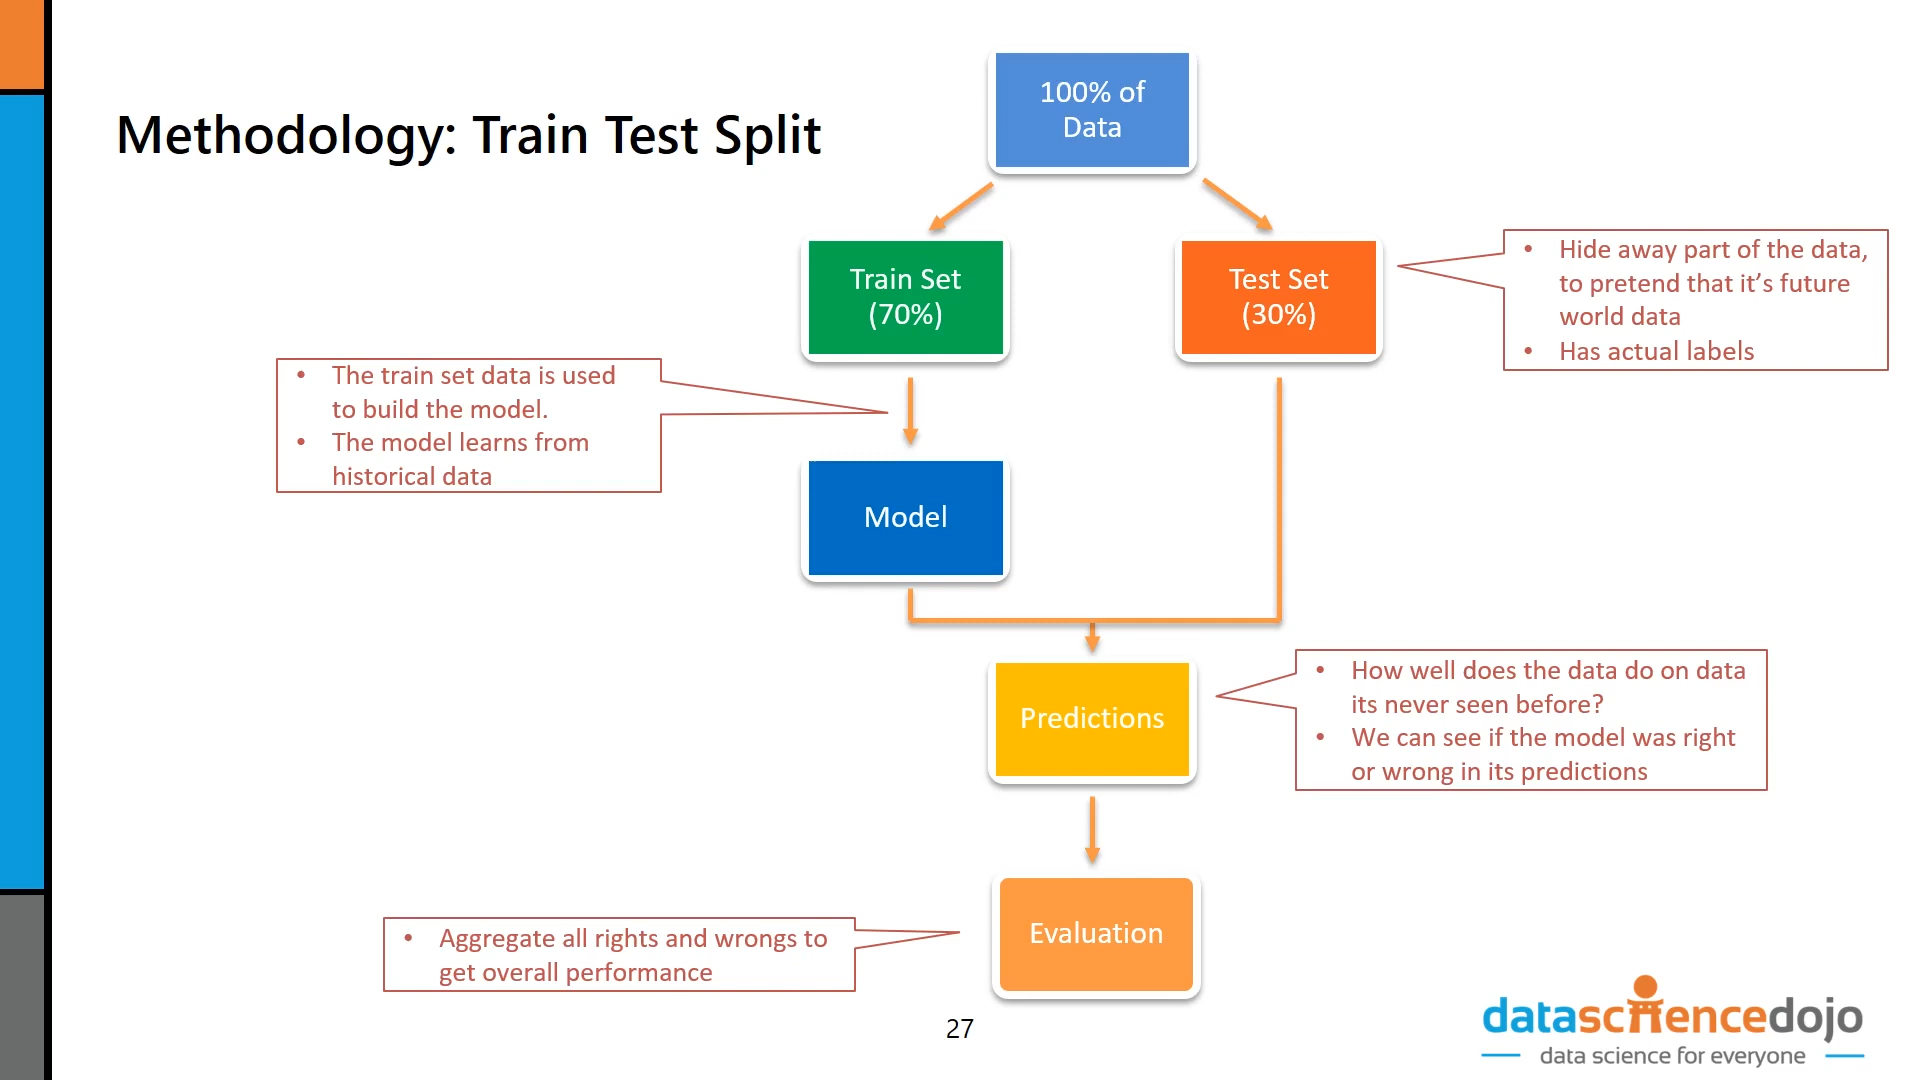 Methodology: Train Test Split
100% of
Data
Train Set
(70%)
Test Set
(30%)
• Hide away part of the data,
to pretend that it’s future
world data
• Has actual labels
• The train set data is used
to build the model.
• The model learns from
historical data
Model
Predictions
• How well does the data do on data
its never seen before?
• We can see if the model was right
or wrong in its predictions
Evaluation
• Aggregate all rights and wrongs to
get overall performance
27
datasciencedojo
data science for everyone